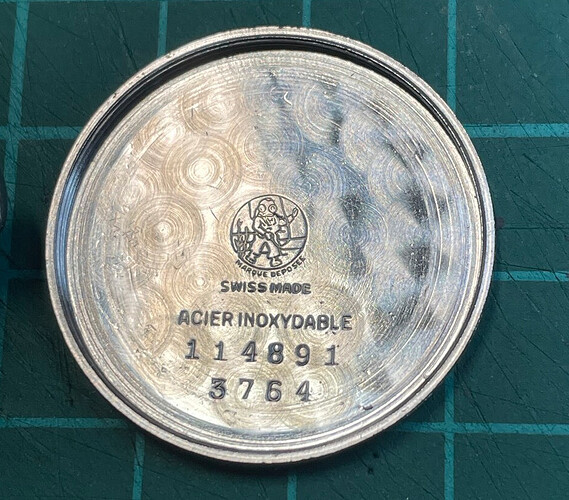 MARQUE DEPOSEE
SWISS MADE
ACIER INOXYDABLE
114891
3764